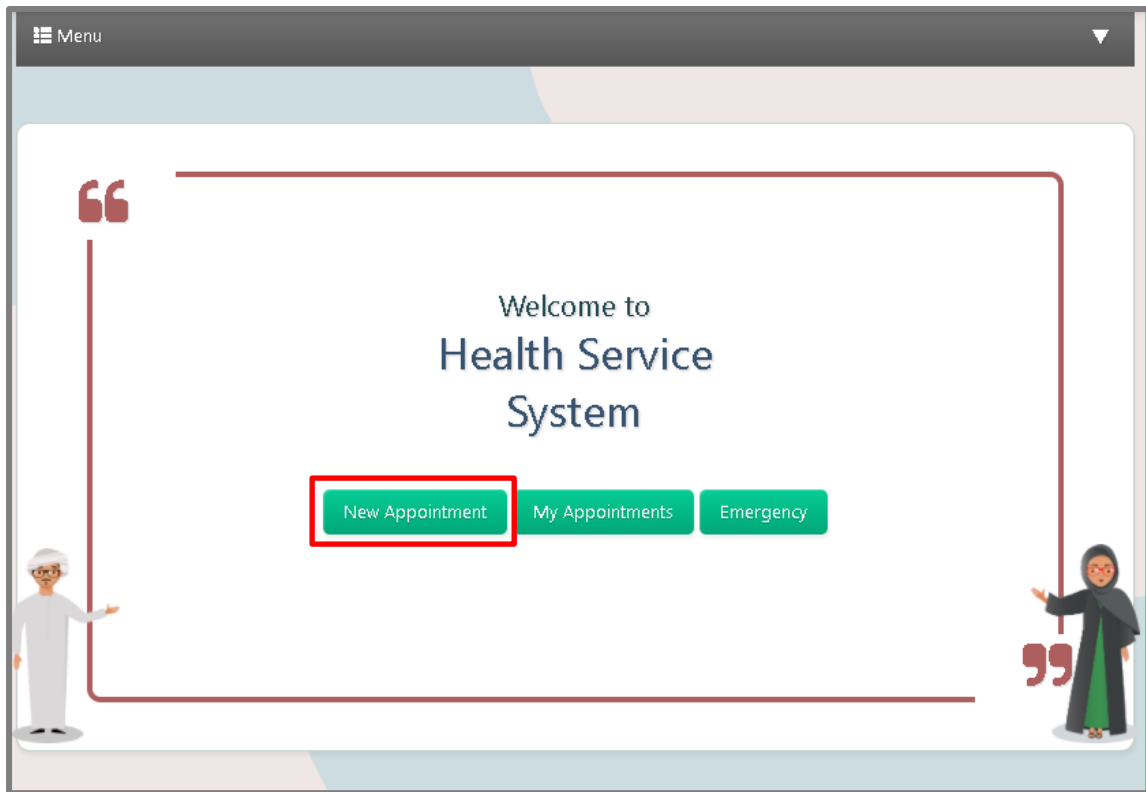 Menu
Welcome to
Health Service
System
New Appointment My Appointments Emergency